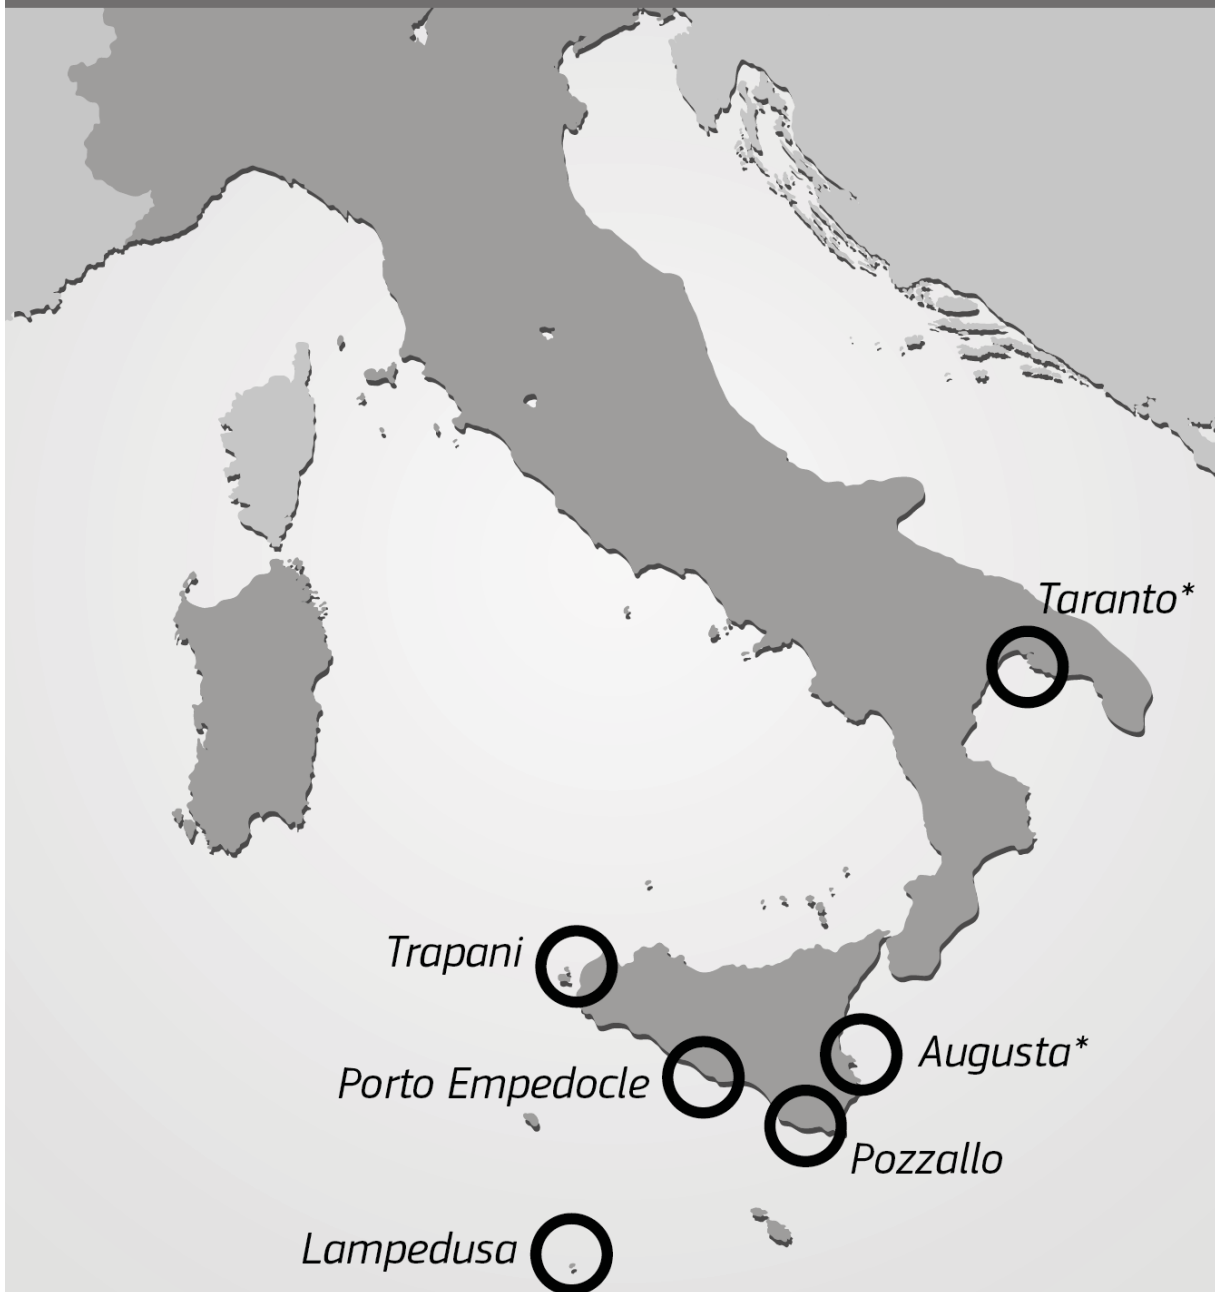 Taranto*
Trapani
Augusta*
Porto Empedocle
Pozzallo
Lampedusa